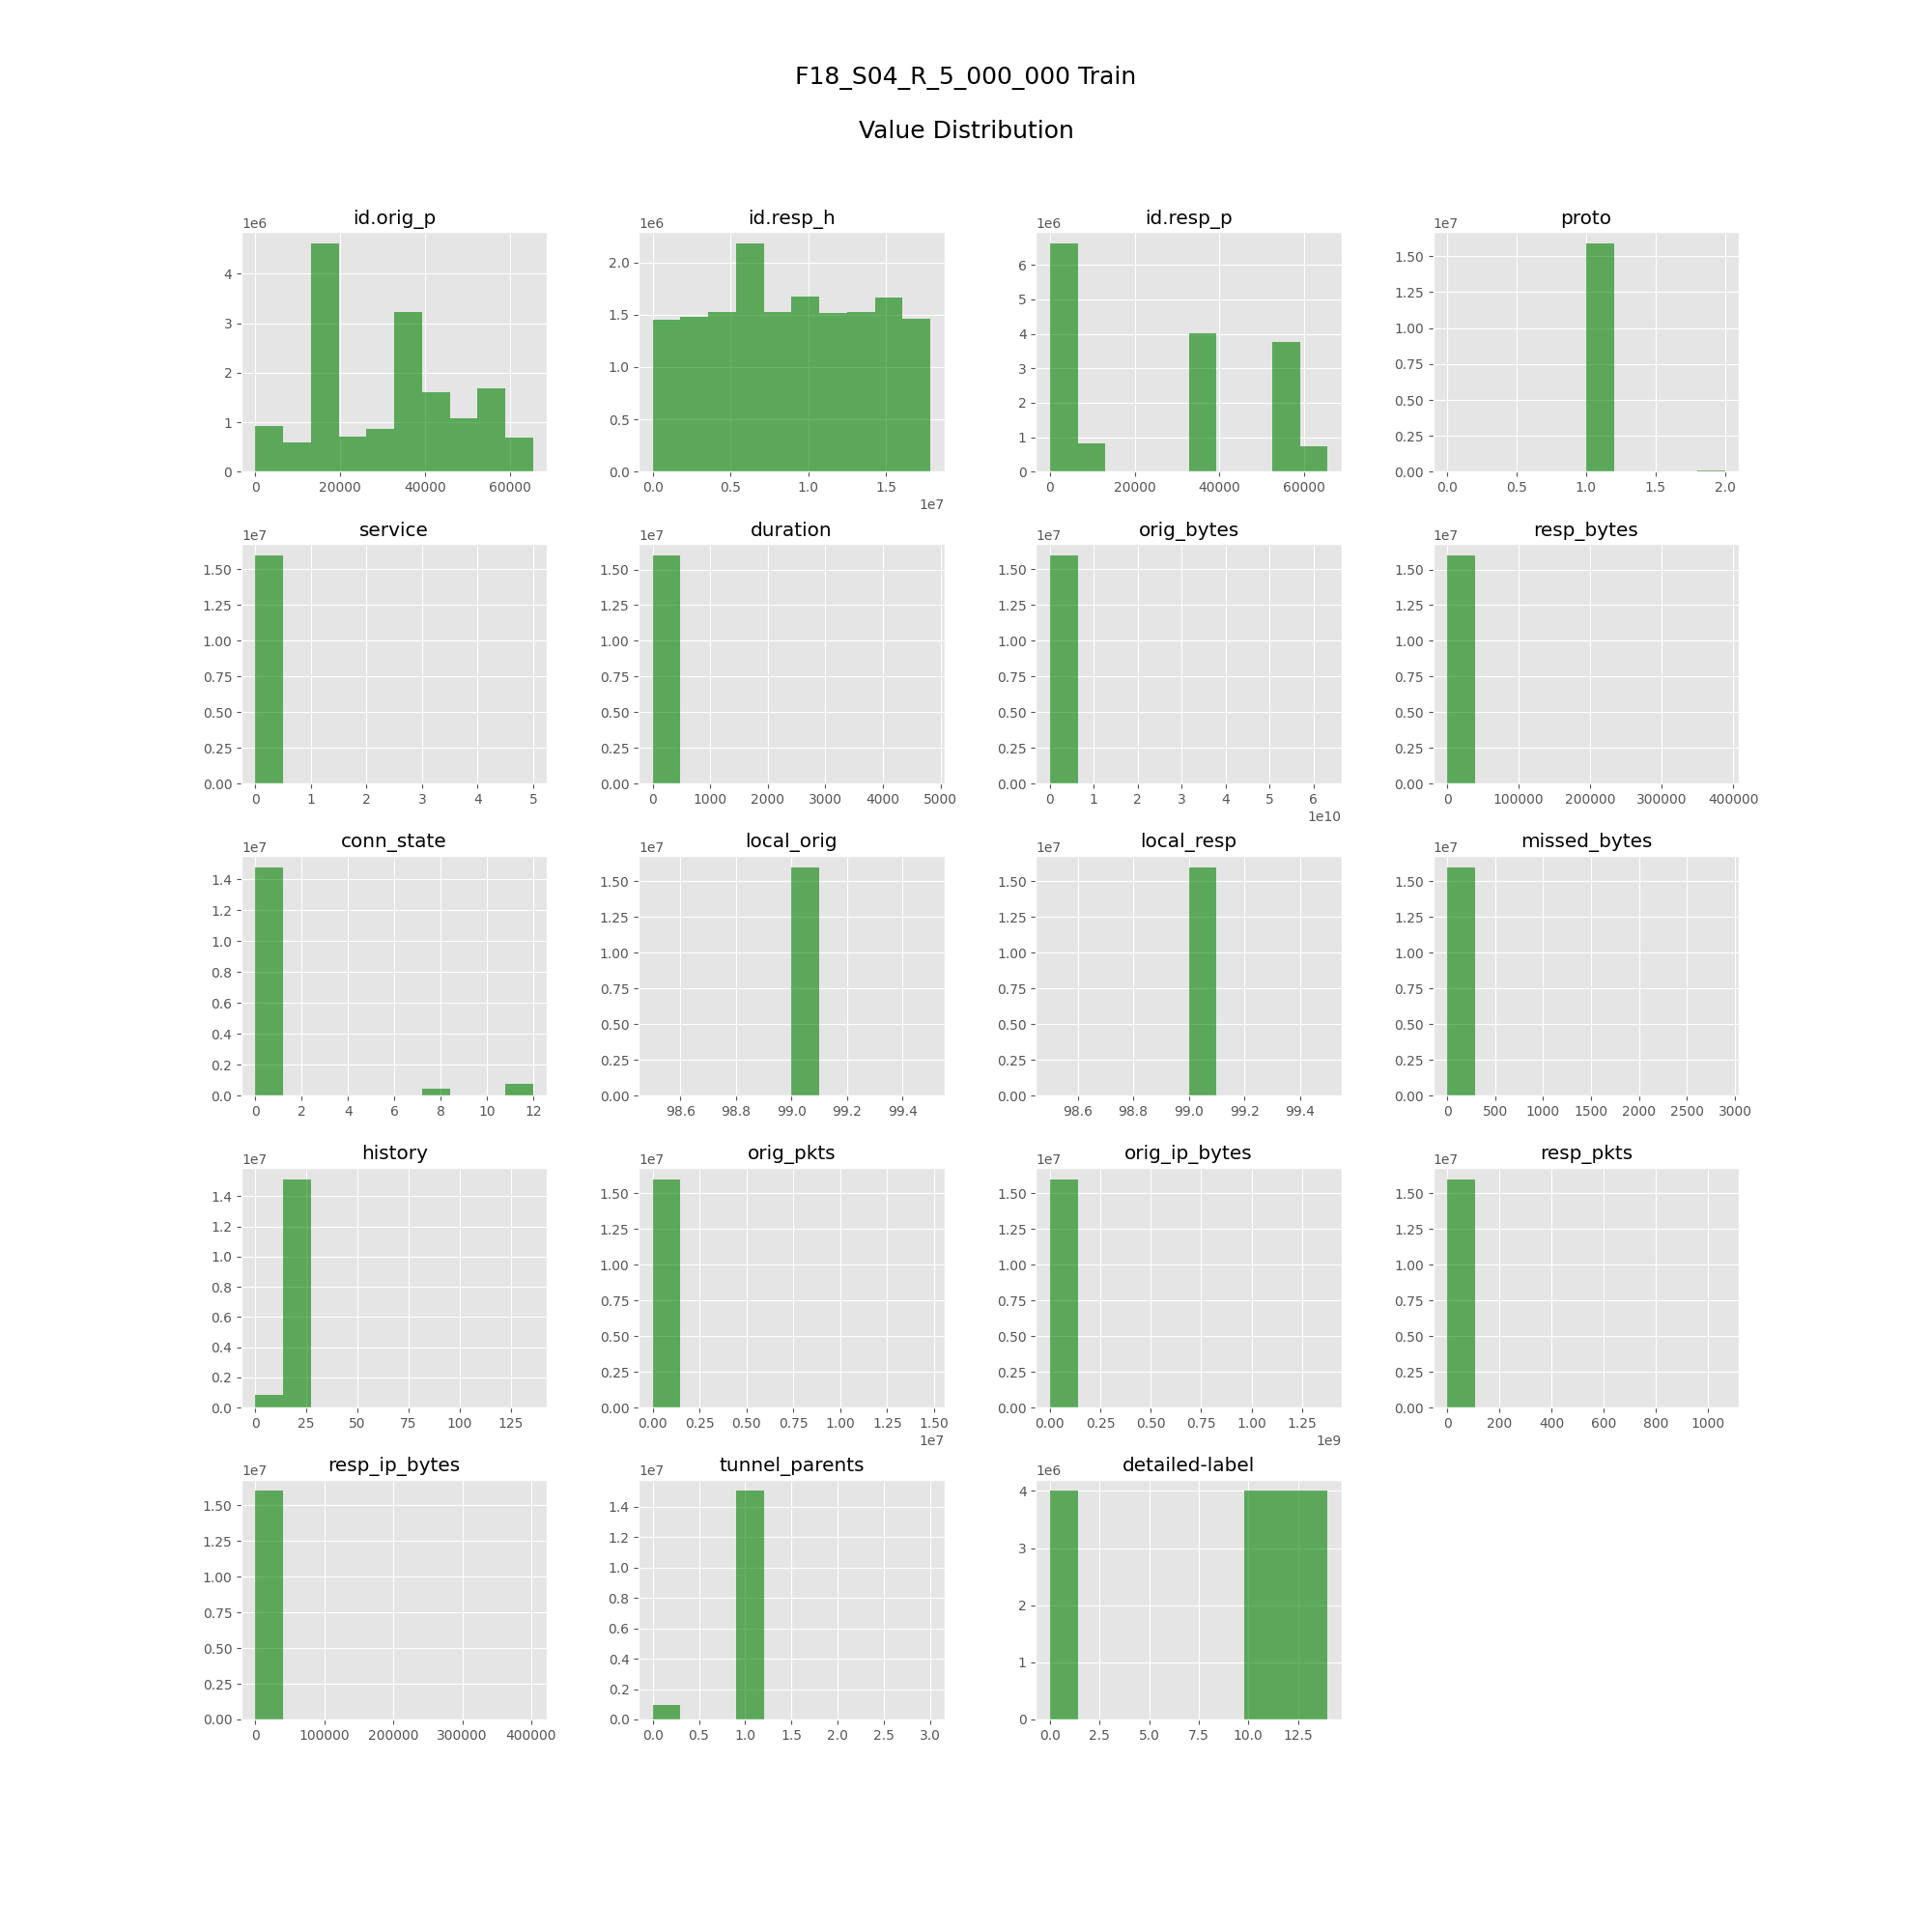 F18_S04_R_5_000_000 Train
Value Distribution
id.orig_p
id.resp_h
id.resp_p
proto
1e6
1e6
1e6
1e7
4
3
2
1
0
2.0
1.5
1.0
0.5
0.0
6
5
4
3
2
1
0
1.50
1.25
1.00
0.75
0.50
0.25
0.00
0 20000 40000 60000
0.0 0.5 1.0 1.5
1e7
0 20000 40000 60000
0.0 0.5 1.0 1.5 2.0
service
duration
orig_bytes
resp_bytes
1e7
1e7
1e7
1e7
1.50
1.25
1.00
0.75
0.50
0.25
0.00
1.50
1.25
1.00
0.75
0.50
0.25
0.00
1.50
1.25
1.00
0.75
0.50
0.25
0.00
1.50
1.25
1.00
0.75
0.50
0.25
0.00
0 1 2 3 4 5
0 1000 2000 3000 4000 5000
0 1 2 3 4 5 6
1e10
0 100000 200000 300000 400000
conn_state
local_orig
local_resp
missed_bytes
1e7
1e7
1e7
1e7
1.4
1.2
1.0
0.8
0.6
0.4
0.2
0.0
1.50
1.25
1.00
0.75
0.50
0.25
0.00
1.50
1.25
1.00
0.75
0.50
0.25
0.00
1.50
1.25
1.00
0.75
0.50
0.25
0.00
0 2 4 6 8 10 12
98.6 98.8 99.0 99.2 99.4
98.6 98.8 99.0 99.2 99.4
0 500 1000 1500 2000 2500 3000
history
orig_pkts
orig_ip_bytes
resp_pkts
1e7
1e7
1e7
1e7
1.4
1.2
1.0
0.8
0.6
0.4
0.2
0.0
1.50
1.25
1.00
0.75
0.50
0.25
0.00
1.50
1.25
1.00
0.75
0.50
0.25
0.00
1.50
1.25
1.00
0.75
0.50
0.25
0.00
0 25 50 75 100 125
0.00 0.25 0.50 0.75 1.00 1.25 1.50
1e7
0.00 0.25 0.50 0.75 1.00 1.25
1e9
0 200 400 600 800 1000
resp_ip_bytes
tunnel_parents
detailed-label
1e7
1e7
1e6
1.50
1.25
1.00
0.75
0.50
0.25
0.00
1.4
1.2
1.0
0.8
0.6
0.4
0.2
0.0
4
3
2
1
0
0 100000 200000 300000 400000
0.0 0.5 1.0 1.5 2.0 2.5 3.0
0.0 2.5 5.0 7.5 10.0 12.5